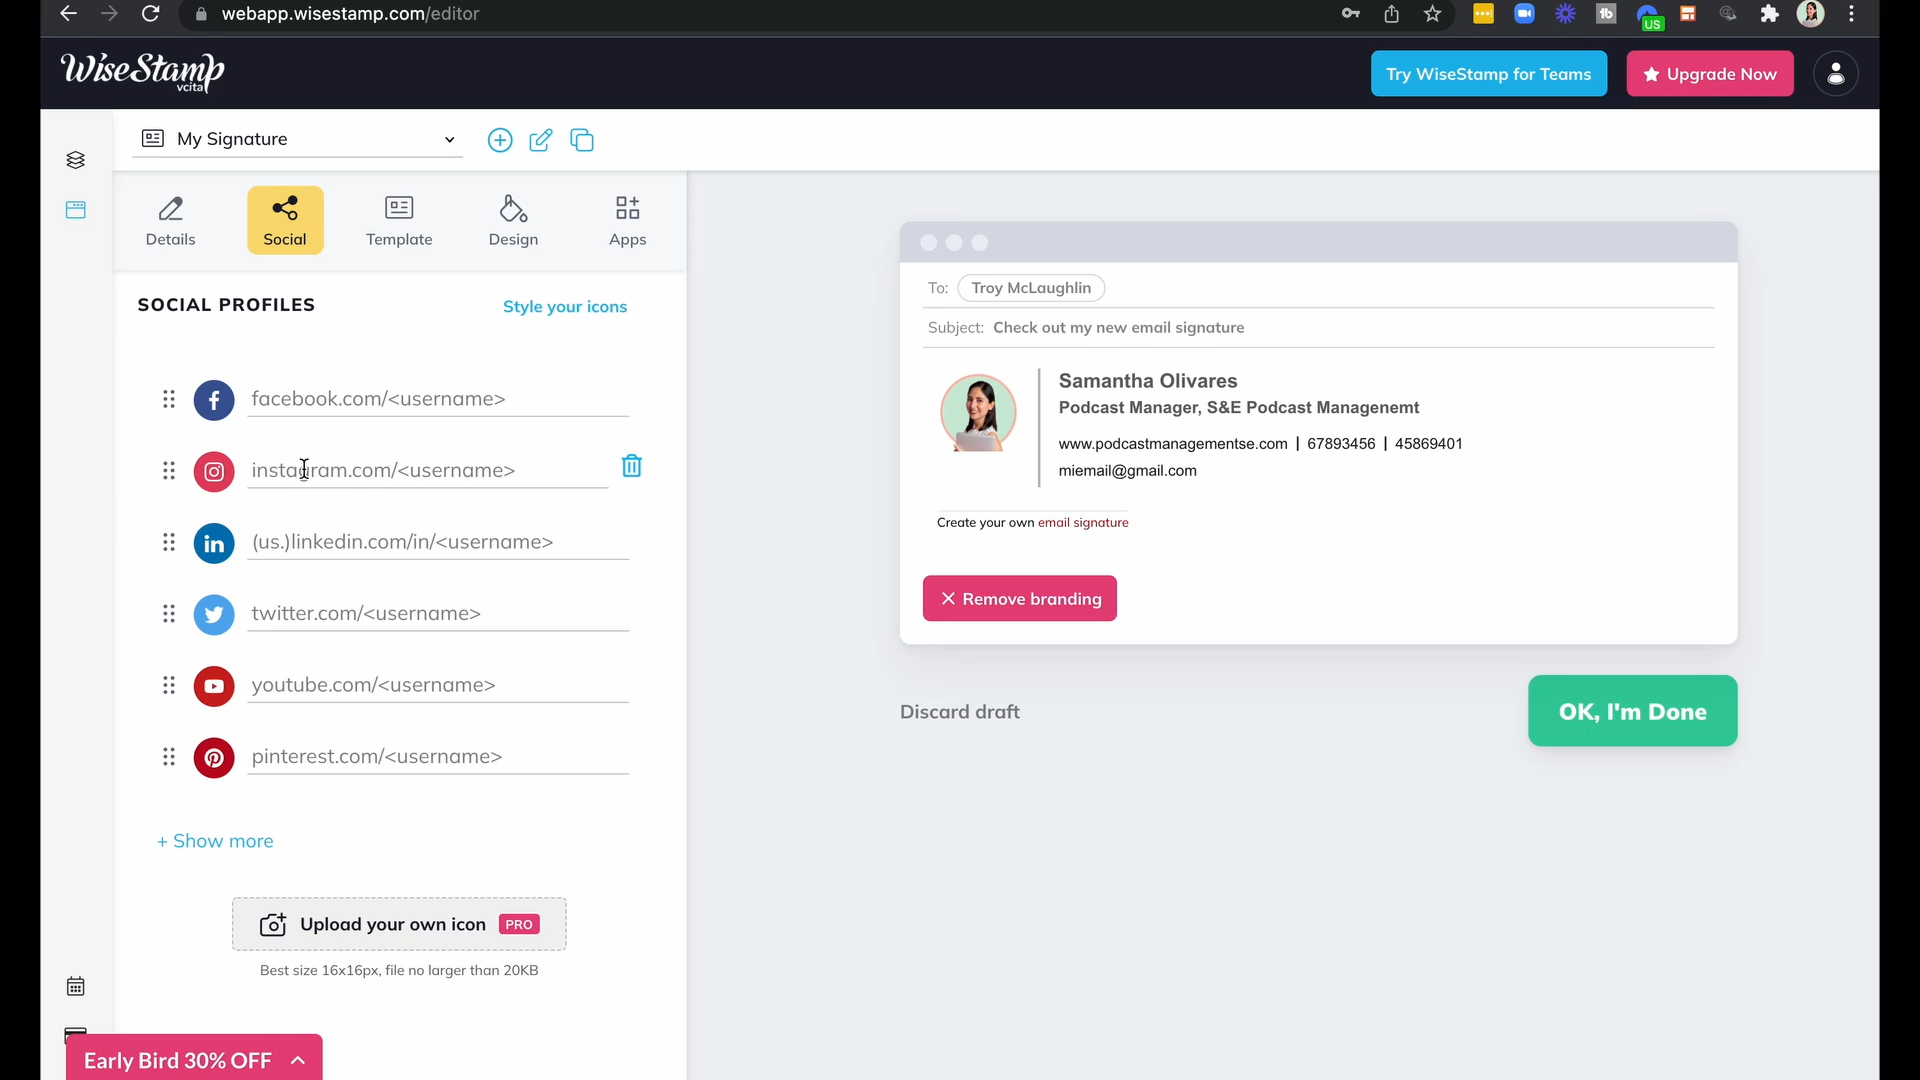 webapp.wisestamp.com/editor
US
WiseStamp
vcita
Try WiseStamp for Teams
Upgrade Now
My Signature
Details
Social
Template
Design
Apps
SOCIAL PROFILES
Style your icons
facebook.com/<username>
instagram.com/<username>
(us.)linkedin.com/in/<username>
twitter.com/<username>
youtube.com/<username>
pinterest.com/<username>
+ Show more
Upload your own icon PRO
Best size 16x16px, file no larger than 20KB
Early Bird 30% OFF
To: Troy McLaughlin
Subject: Check out my new email signature
Samantha Olivares
Podcast Manager, S&E Podcast Managenemt
www.podcastmanagementse.com | 67893456 | 45869401
miemail@gmail.com
Create your own email signature
Remove branding
Discard draft
OK, I'm Done